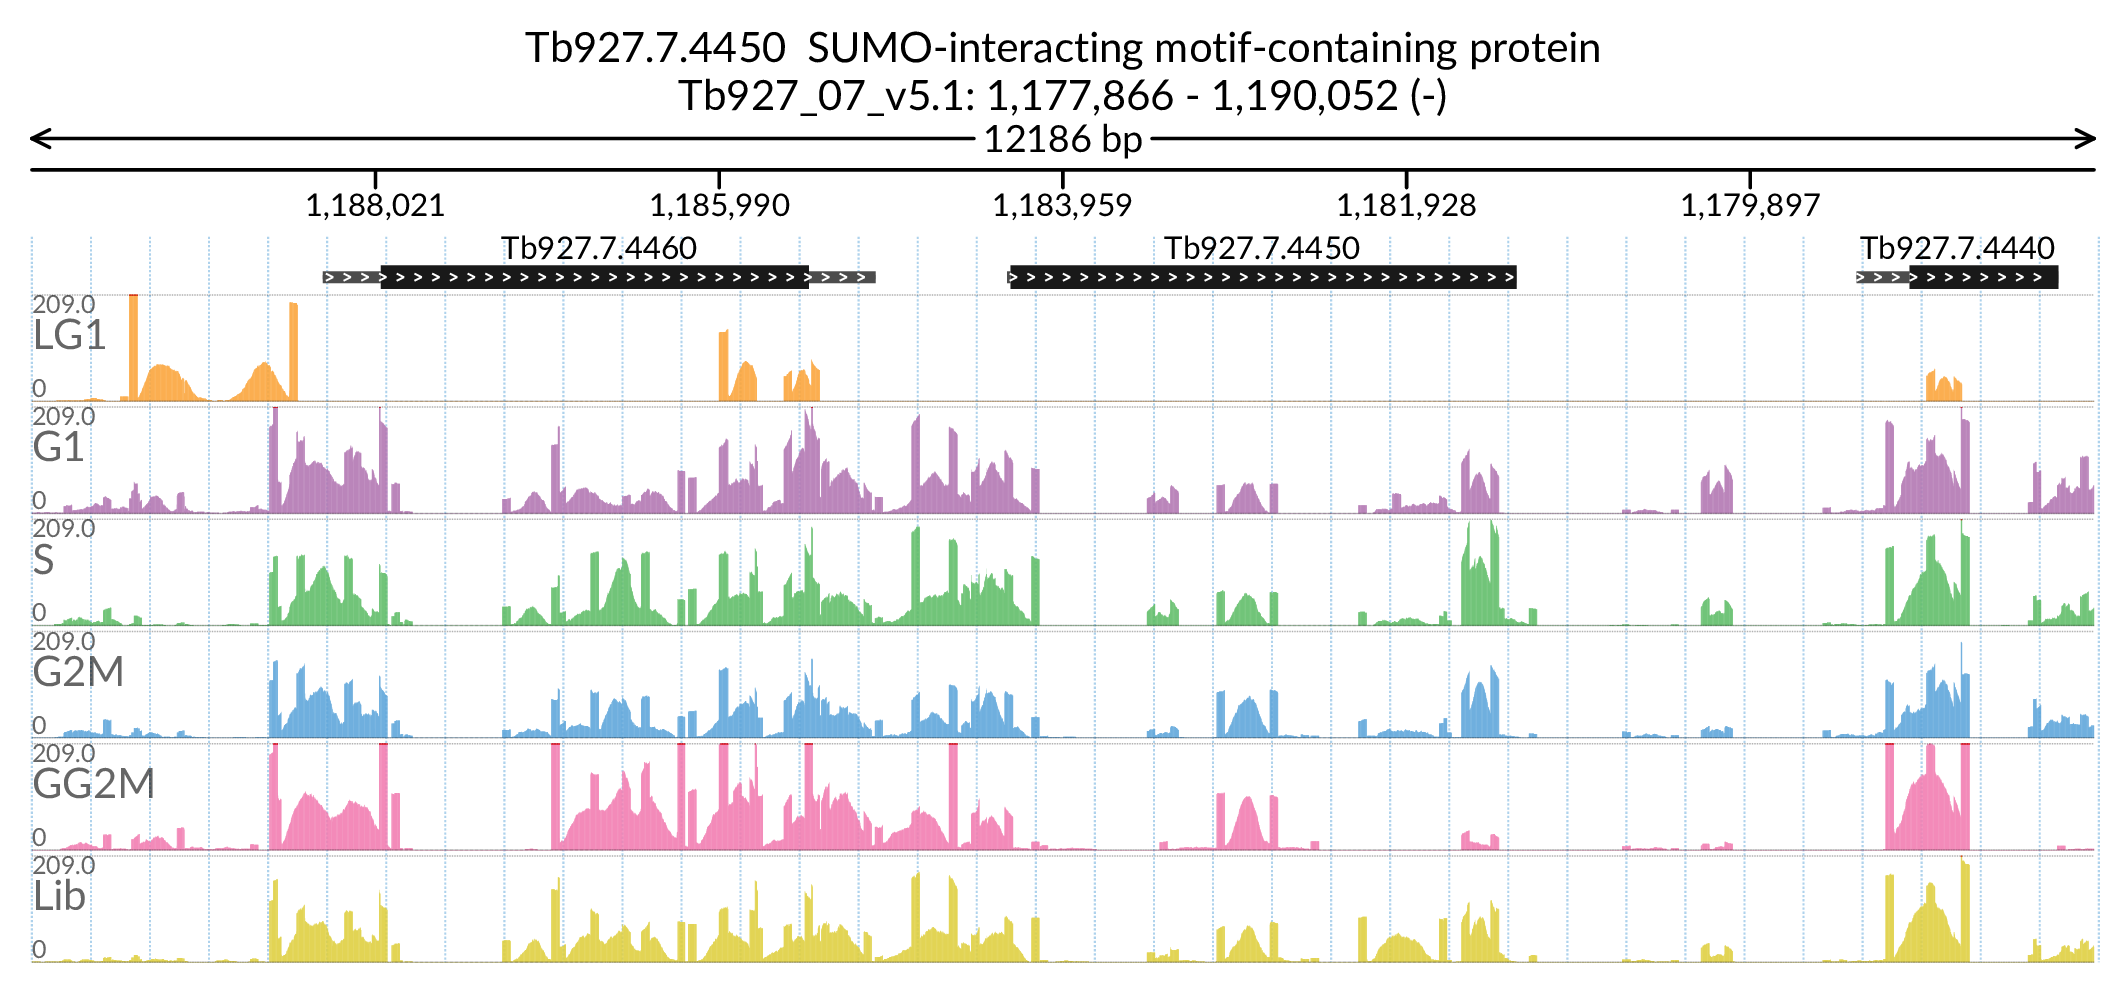 Tb927.7.4450  SUMO-interacting motif-containing protein
Tb927_07_v5.1: 1,177,866 - 1,190,052 (-)
12186 bp
1,188,021 1,185,990 1,183,959 1,181,928 1,179,897
Tb927.7.4460 Tb927.7.4450 Tb927.7.4440
209.0
LG1
0
209.0
G1
0
209.0
S
0
209.0
G2M
0
209.0
GG2M
0
209.0
Lib
0